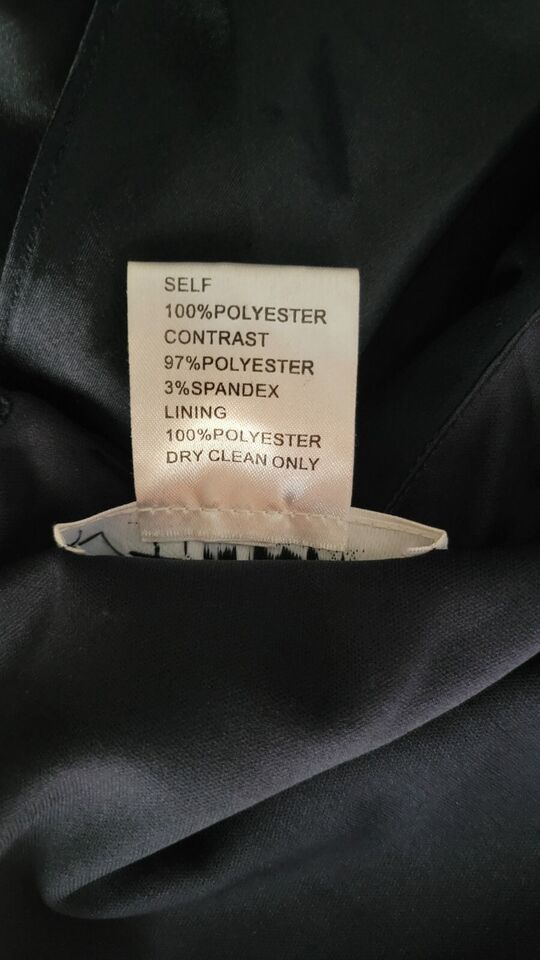 SELF
100%POLYESTER
CONTRAST
97%POLYESTER
3%SPANDEX
LINING
100%POLYESTER
DRY CLEAN ONLY